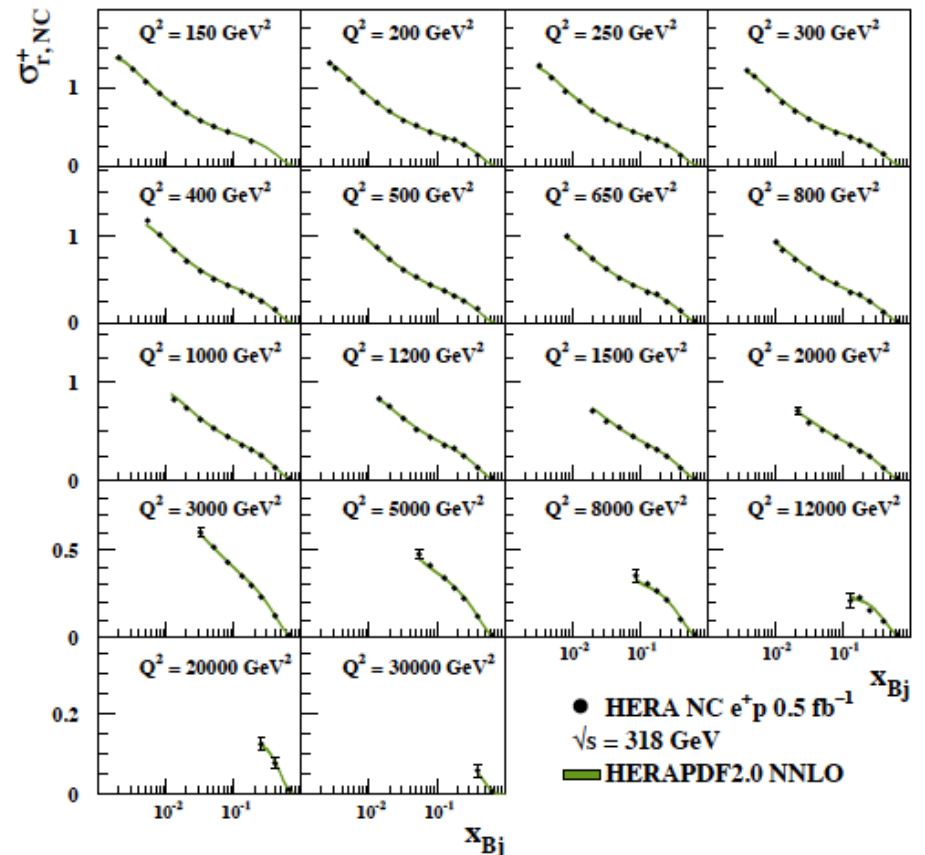 σ⁺r, NC
Q² = 150 GeV² Q² = 200 GeV² Q² = 250 GeV² Q² = 300 GeV²
1
0
Q² = 400 GeV² Q² = 500 GeV² Q² = 650 GeV² Q² = 800 GeV²
1
0
Q² = 1000 GeV² Q² = 1200 GeV² Q² = 1500 GeV² Q² = 2000 GeV²
1
0
Q² = 3000 GeV² Q² = 5000 GeV² Q² = 8000 GeV² Q² = 12000 GeV²
0.5
0
10⁻² 10⁻¹ 10⁻² 10⁻¹
Q² = 20000 GeV² Q² = 30000 GeV²
xBj
0.2
HERA NC e⁺p 0.5 fb⁻¹
√s = 318 GeV
HERAPDF2.0 NNLO
0
10⁻² 10⁻¹ 10⁻² 10⁻¹
xBj